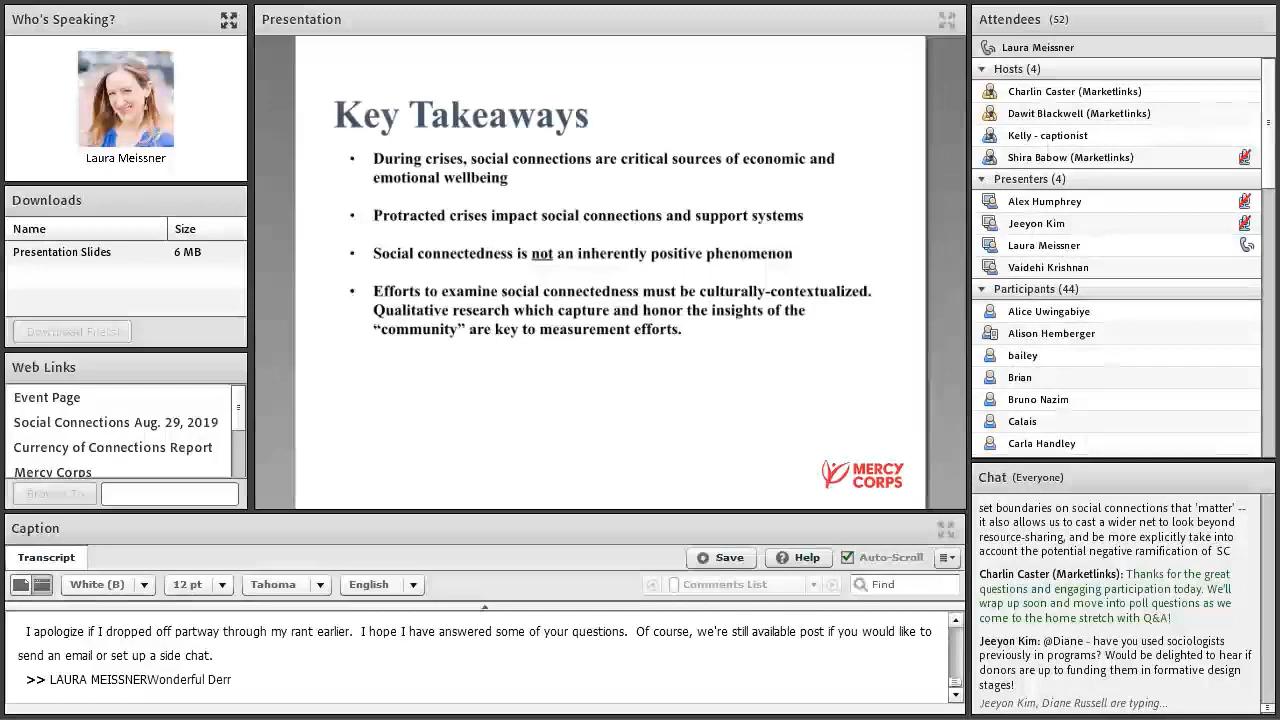 Who's Speaking?
Laura Meissner
Downloads
Name Size
Presentation Slides 6 MB
Download File(s)
Web Links
Event Page
Social Connections Aug. 29, 2019
Currency of Connections Report
Mercy Corps
Browse To
Presentation
Key Takeaways
• During crises, social connections are critical sources of economic and
emotional wellbeing
• Protracted crises impact social connections and support systems
• Social connectedness is not an inherently positive phenomenon
• Efforts to examine social connectedness must be culturally-contextualized.
Qualitative research which capture and honor the insights of the
“community” are key to measurement efforts.
MERCY
CORPS
Caption
Transcript
Save
Help
Auto-Scroll
White (B)
12 pt
Tahoma
English
Comments List
Find
I apologize if I dropped off partway through my rant earlier. I hope I have answered some of your questions. Of course, we're still available post if you would like to
send an email or set up a side chat.
>> LAURA MEISSNERWonderful Derr
Attendees (52)
Laura Meissner
Hosts (4)
Charlin Caster (Marketlinks)
Dawit Blackwell (Marketlinks)
Kelly - captionist
Shira Babow (Marketlinks)
Presenters (4)
Alex Humphrey
Jeeyon Kim
Laura Meissner
Vaidehi Krishnan
Participants (44)
Alice Uwingabiye
Alison Hemberger
bailey
Brian
Bruno Nazim
Calais
Carla Handley
Chat (Everyone)
set boundaries on social connections that 'matter' --
it also allows us to cast a wider net to look beyond
resource-sharing, and be more explicitly take into
account the potential negative ramification of SC
Charlin Caster (Marketlinks): Thanks for the great
questions and engaging participation today. We'll
wrap up soon and move into poll questions as we
come to the home stretch with Q&A!
Jeeyon Kim: @Diane - have you used sociologists
previously in programs? Would be delighted to hear if
donors are up to funding them in formative design
stages!
Jeeyon Kim, Diane Russell are typing...